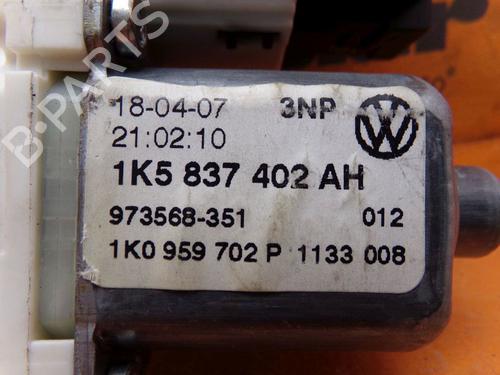 18-04-07 3NP
21:02:10
1K5 837 402 AH
973568-351 012
1K0 959 702 P 1133 008
B-PARTS